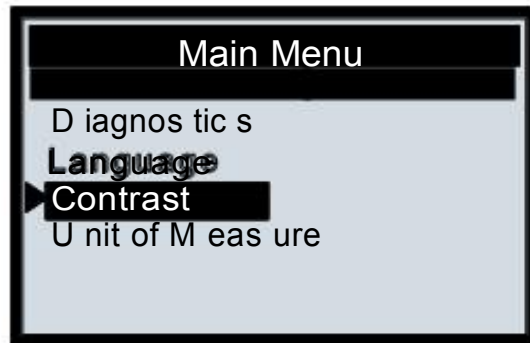 Main Menu
Diagnostics
Language
Contrast
Unit of Measure